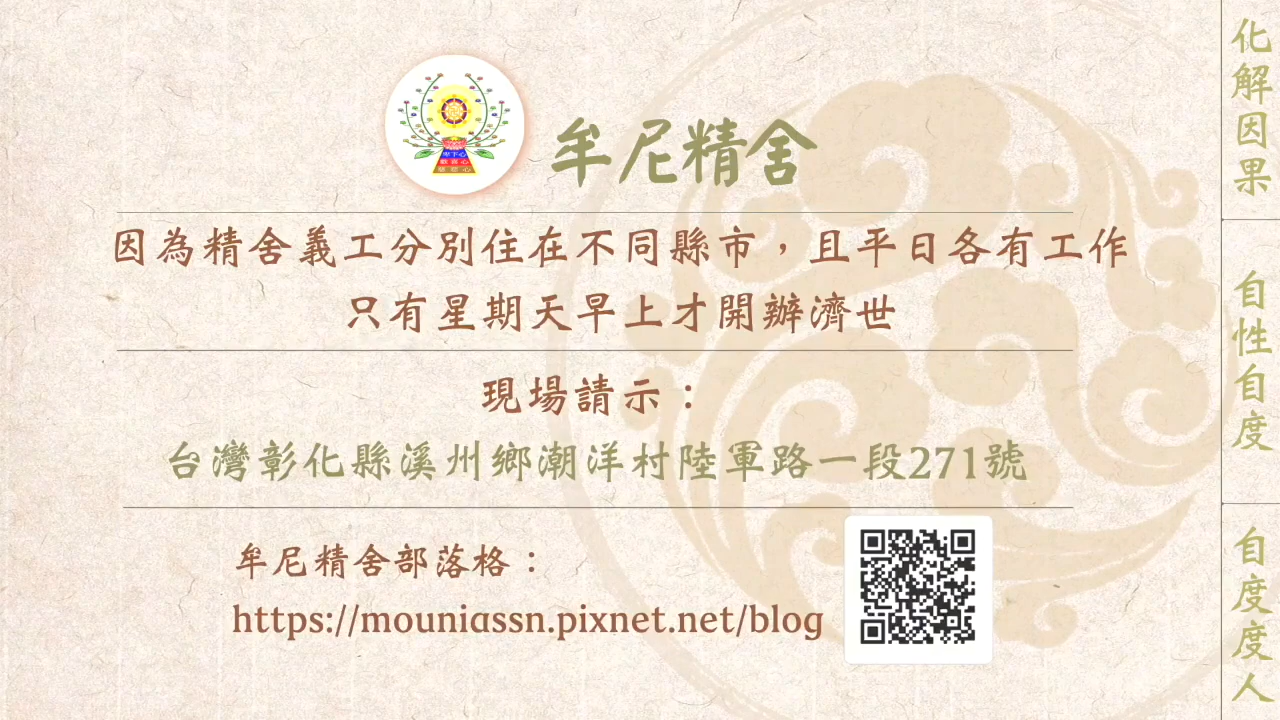 牟尼精舍
因為精舍義工分別住在不同縣市，且平日各有工作
只有星期天早上才開辦濟世
現場請示：
台灣彰化縣溪州鄉潮洋村陸軍路一段271號
牟尼精舍部落格：
https://mouniassn.pixnet.net/blog
化解因果
自性自度
自度度人